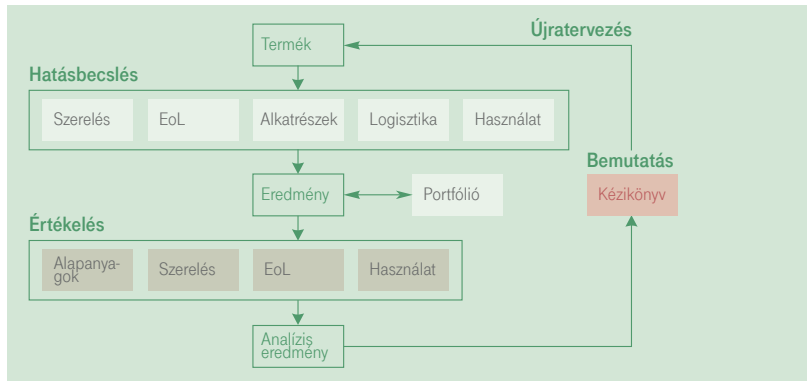 Újratervezés
Termék
Hatásbecslés
Szerelés
EoL
Alkatrészek
Logisztika
Használat
Bemutatás
Eredmény
Portfólió
Kézikönyv
Értékelés
Alapanya-
gok
Szerelés
EoL
Használat
Analízis
eredmény